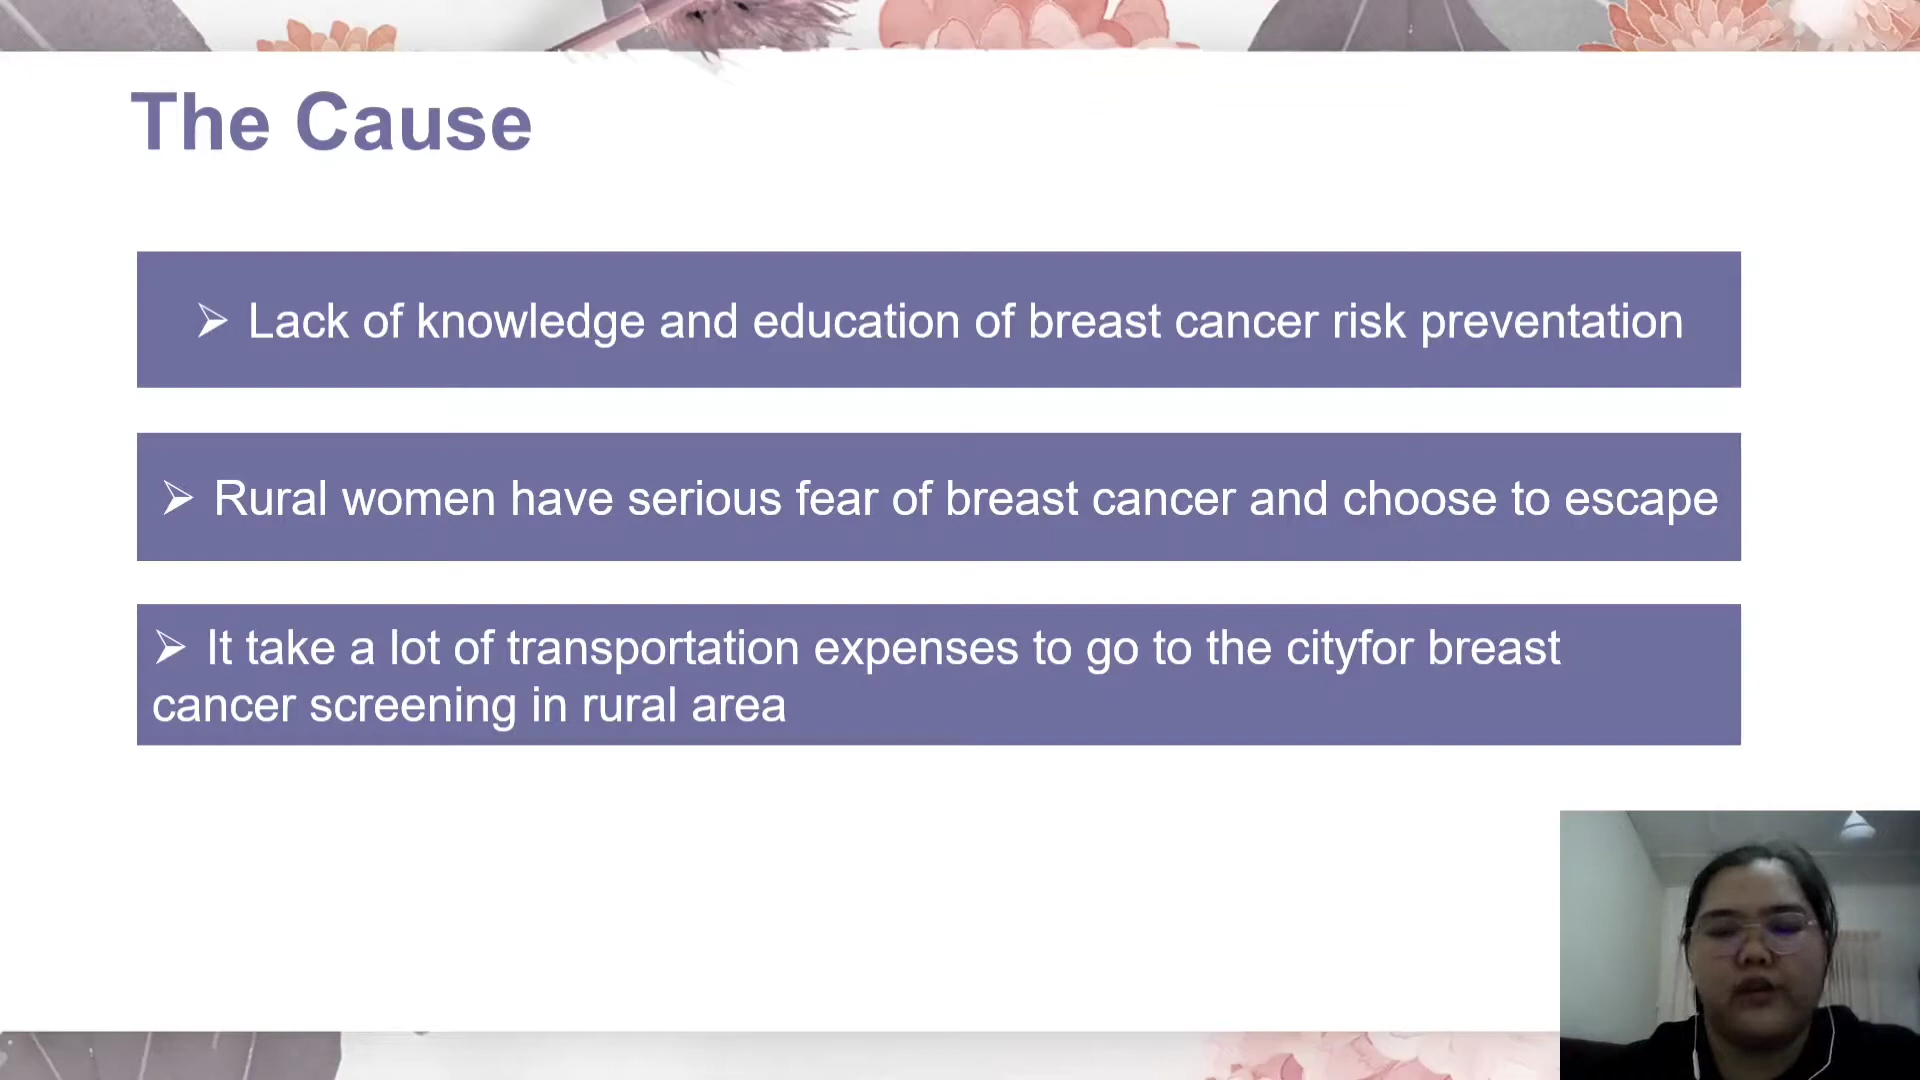 The Cause
➢ Lack of knowledge and education of breast cancer risk preventation
➢ Rural women have serious fear of breast cancer and choose to escape
➢ It take a lot of transportation expenses to go to the cityfor breast
cancer screening in rural area